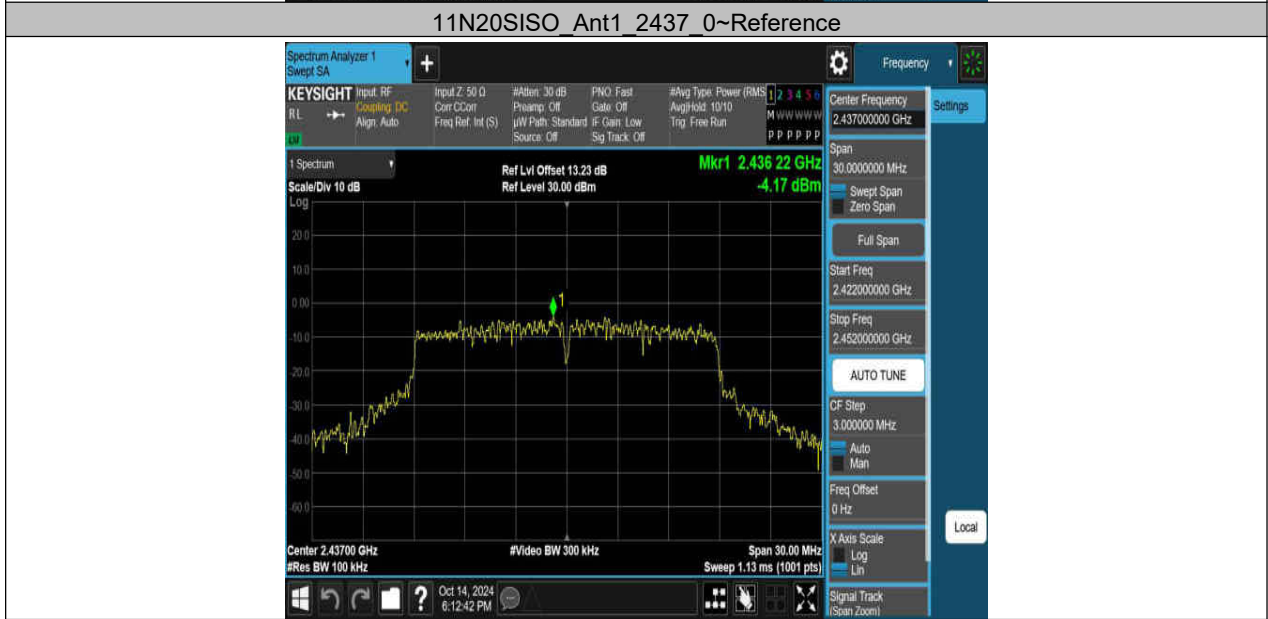 11N20SISO_Ant1_2437_0~Reference
Spectrum Analyzer 1
Swept SA
+
Frequency
KEYSIGHT
RL
Input: RF
Coupling: DC
Align: Auto
Input Z: 50 Ω
Corr CCorr
Freq Ref: Int (S)
#Atten: 30 dB
Preamp: Off
µW Path: Standard
Source: Off
PNO: Fast
Gate: Off
IF Gain: Low
Sig Track: Off
#Avg Type: Power (RMS
Avg|Hold: 10/10
Trig: Free Run
1 2 3 4 5 6
M W W W W W
P P P P P P
1 Spectrum
Scale/Div 10 dB
Ref Lvl Offset 13.23 dB
Ref Level 30.00 dBm
Mkr1 2.436 22 GHz
-4.17 dBm
Log
20.0
10.0
0.00
-10.0
-20.0
-30.0
-40.0
-50.0
-60.0
1
Center 2.43700 GHz
#Res BW 100 kHz
#Video BW 300 kHz
Span 30.00 MHz
Sweep 1.13 ms (1001 pts)
?
Oct 14, 2024
6:12:42 PM
Center Frequency
2.437000000 GHz
Settings
Span
30.0000000 MHz
Swept Span
Zero Span
Full Span
Start Freq
2.422000000 GHz
Stop Freq
2.452000000 GHz
AUTO TUNE
CF Step
3.000000 MHz
Auto
Man
Freq Offset
0 Hz
X Axis Scale
Log
Lin
Local
Signal Track
(Span Zoom)